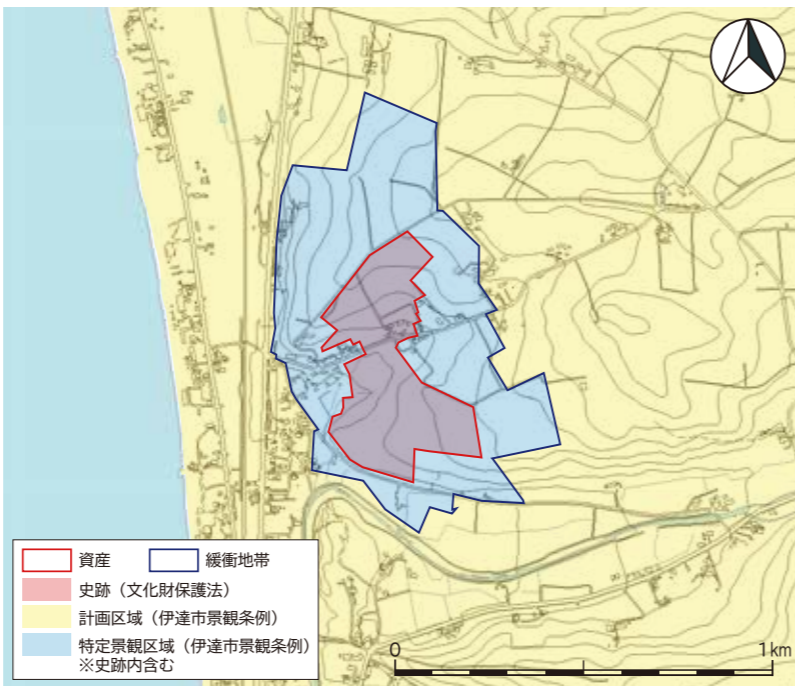 資産
緩衝地帯
史跡（文化財保護法）
計画区域（伊達市景観条例）
特定景観区域（伊達市景観条例）
※史跡内含む
0
1km